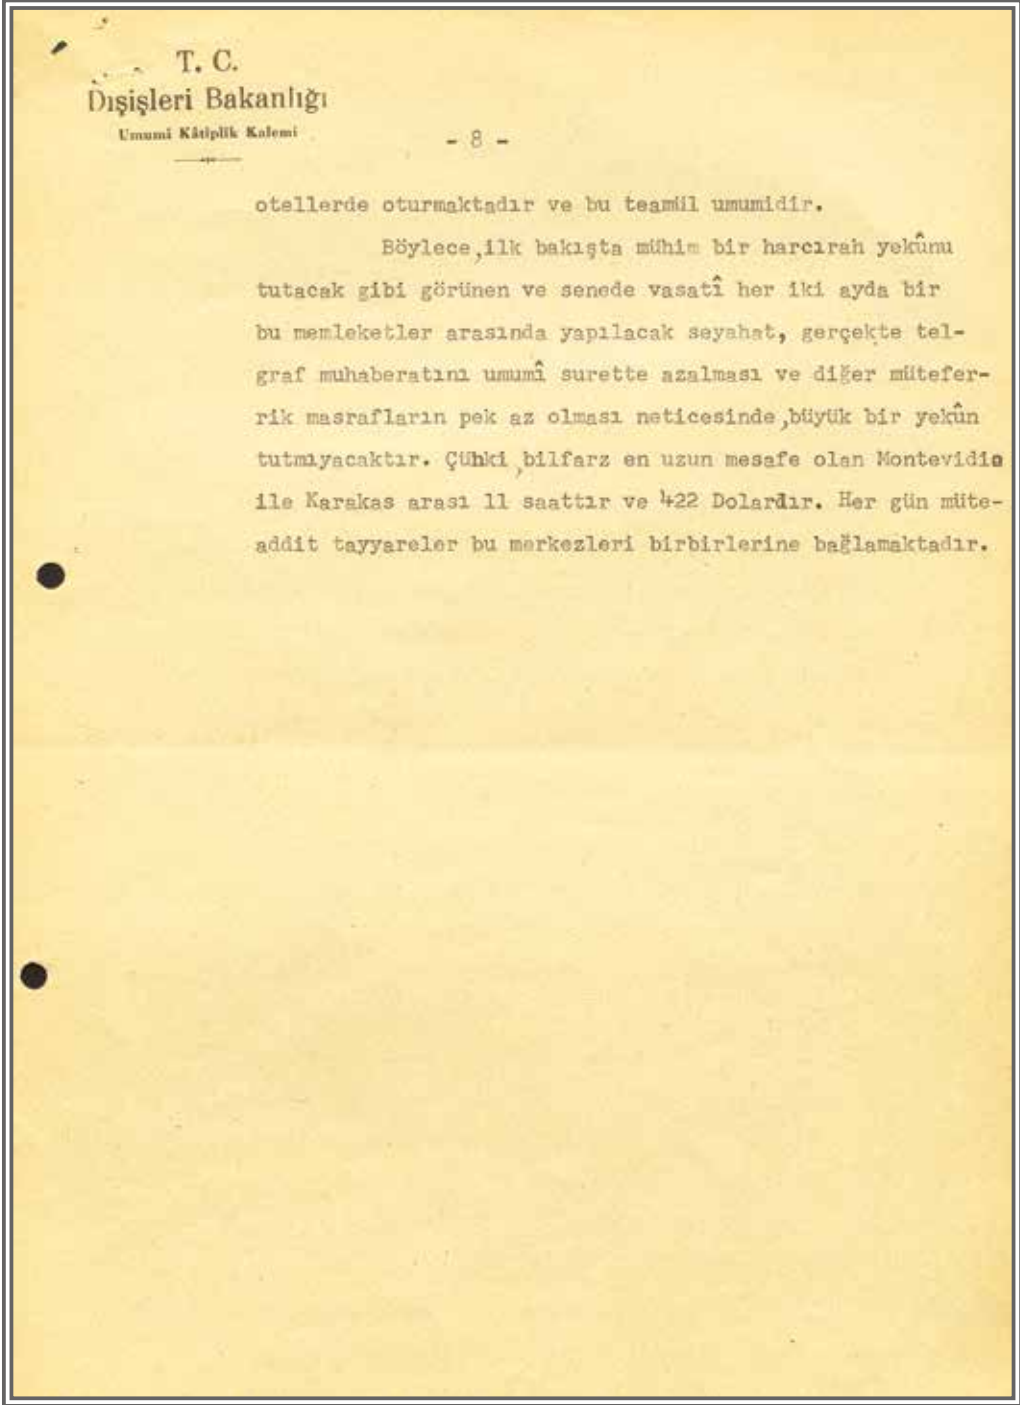 T. C.
Dışişleri Bakanlığı
Umumî Kâtiplik Kalemi
- 8 -
otellerde oturmaktadır ve bu teamül umumidir.
Böylece,ilk bakışta mühim bir harcırah yekûnu
tutacak gibi görünen ve senede vasatî her iki ayda bir
bu memleketler arasında yapılacak seyahat, gerçekte tel-
graf muhaberatını umumî surette azalması ve diğer mütefer-
rik masrafların pek az olması neticesinde,büyük bir yekûn
tutmıyacaktır. Çühki,bilfarz en uzun mesafe olan Montevidio
ile Karakas arası 11 saattır ve 422 Dolardır. Her gün müte-
addit tayyareler bu merkezleri birbirlerine bağlamaktadır.